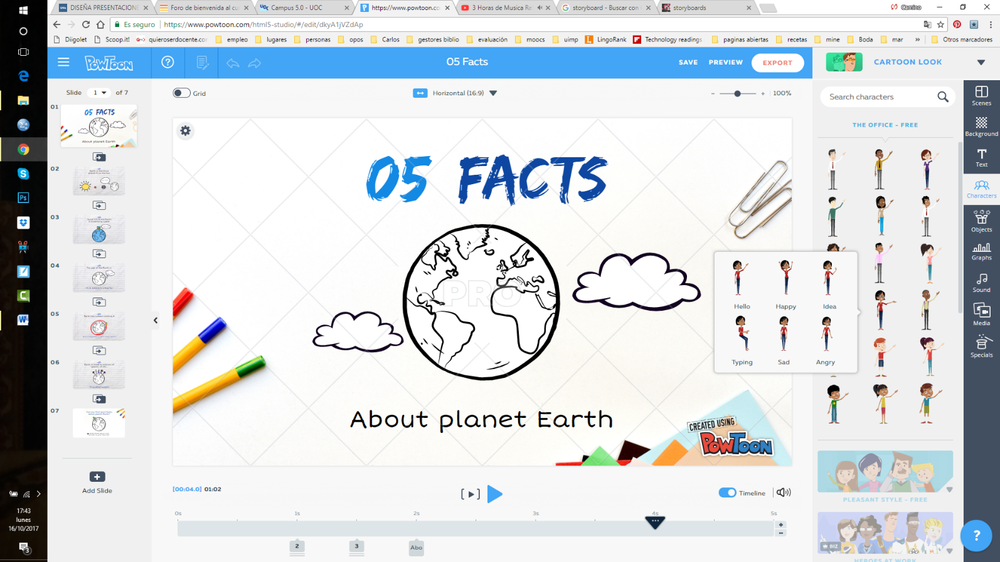 DISEÑA PRESENTACIONE
Foro de bienvenida al cu
Campus 5.0 - UOC
https://www.powtoon.co
3 Horas de Musica Re
storyboard - Buscar con
storyboards
Camino
Es seguro
https://www.powtoon.com/html5-studio/#/edit/dkyA1jVZdAp
Diigolet
Scoop.it!
quieroserdocente.com
empleo
lugares
personas
opos
Carlos
gestores biblio
evaluación
moocs
uimp
LingoRank
Technology readings
paginas abiertas
recetas
mine
Boda
mar
»
Otros marcadores
PowToon
05 Facts
SAVE
PREVIEW
EXPORT
CARTOON LOOK
Slide 1 of 7
Grid
Horizontal (16:9)
- + 100%
Search characters
THE OFFICE - FREE
Scenes
Background
Text
Characters
Objects
Graphs
Sound
Media
Specials
01
05 FACTS
About planet Earth
02
03
04
05
06
07
Add Slide
05 FACTS
PRO
About planet Earth
CREATED USING
PowToon
Hello
Happy
Idea
Typing
Sad
Angry
PLEASANT STYLE - FREE
BIZ
HEROES AT WORK
[00:04.0] 01:02
Timeline
0s
1s
2s
3s
4s
5s
2
3
Abo
17:43
lunes
16/10/2017
3